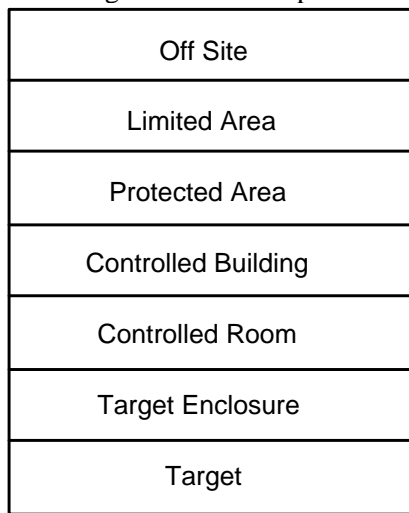 Off Site
Limited Area
Protected Area
Controlled Building
Controlled Room
Target Enclosure
Target